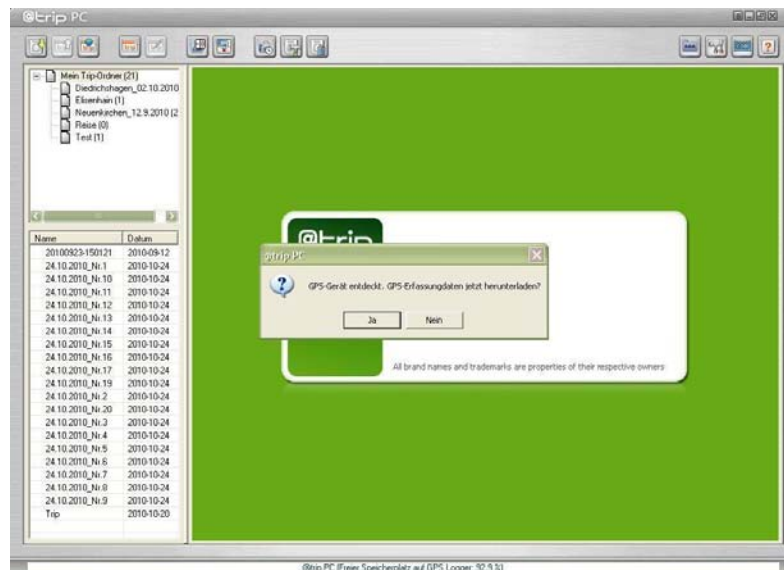 @trip PC
Mein Trip-Ordner (21)
Diedrichshagen_02.10.2010
Elisenhain (1)
Neuenkirchen_12.9.2010 (2
Reise (0)
Test (1)
Name Datum
20100923-150121 2010-09-12
24.10.2010_Nr.1 2010-10-24
24.10.2010_Nr.10 2010-10-24
24.10.2010_Nr.11 2010-10-24
24.10.2010_Nr.12 2010-10-24
24.10.2010_Nr.13 2010-10-24
24.10.2010_Nr.14 2010-10-24
24.10.2010_Nr.15 2010-10-24
24.10.2010_Nr.16 2010-10-24
24.10.2010_Nr.17 2010-10-24
24.10.2010_Nr.19 2010-10-24
24.10.2010_Nr.2 2010-10-24
24.10.2010_Nr.20 2010-10-24
24.10.2010_Nr.3 2010-10-24
24.10.2010_Nr.4 2010-10-24
24.10.2010_Nr.5 2010-10-24
24.10.2010_Nr.6 2010-10-24
24.10.2010_Nr.7 2010-10-24
24.10.2010_Nr.8 2010-10-24
24.10.2010_Nr.9 2010-10-24
Trip 2010-10-20
@trip
@trip PC
GPS-Gerät entdeckt. GPS-Erfassungdaten jetzt herunterladen?
Ja Nein
All brand names and trademarks are properties of their respective owners
@trip PC (Freier Speicherplatz auf GPS Logger: 92.9 %)